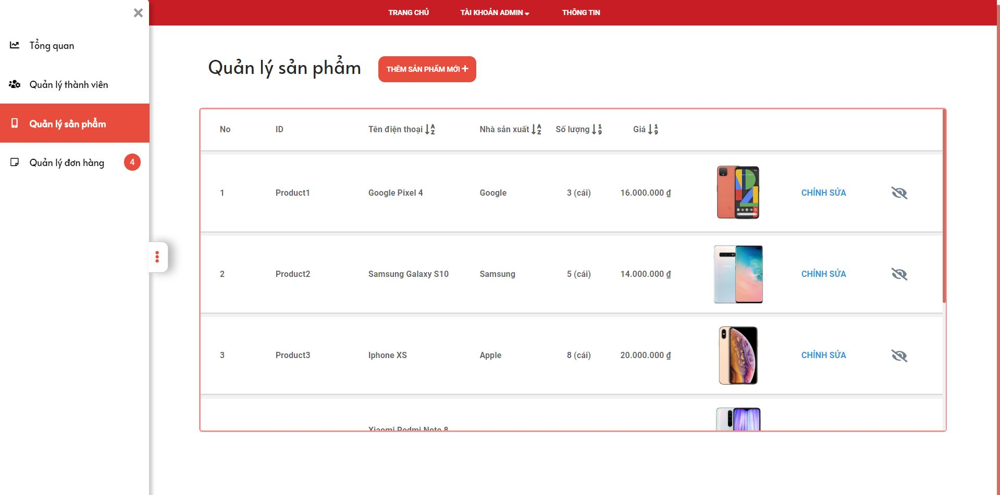 TRANG CHỦ TÀI KHOẢN ADMIN THÔNG TIN
Tổng quan
Quản lý thành viên
Quản lý sản phẩm
Quản lý đơn hàng 4
Quản lý sản phẩm THÊM SẢN PHẨM MỚI
No ID Tên điện thoại Nhà sản xuất Số lượng Giá
1 Product1 Google Pixel 4 Google 3 (cái) 16.000.000 ₫ CHỈNH SỬA
2 Product2 Samsung Galaxy S10 Samsung 5 (cái) 14.000.000 ₫ CHỈNH SỬA
3 Product3 Iphone XS Apple 8 (cái) 20.000.000 ₫ CHỈNH SỬA
Xiaomi Redmi Note 8